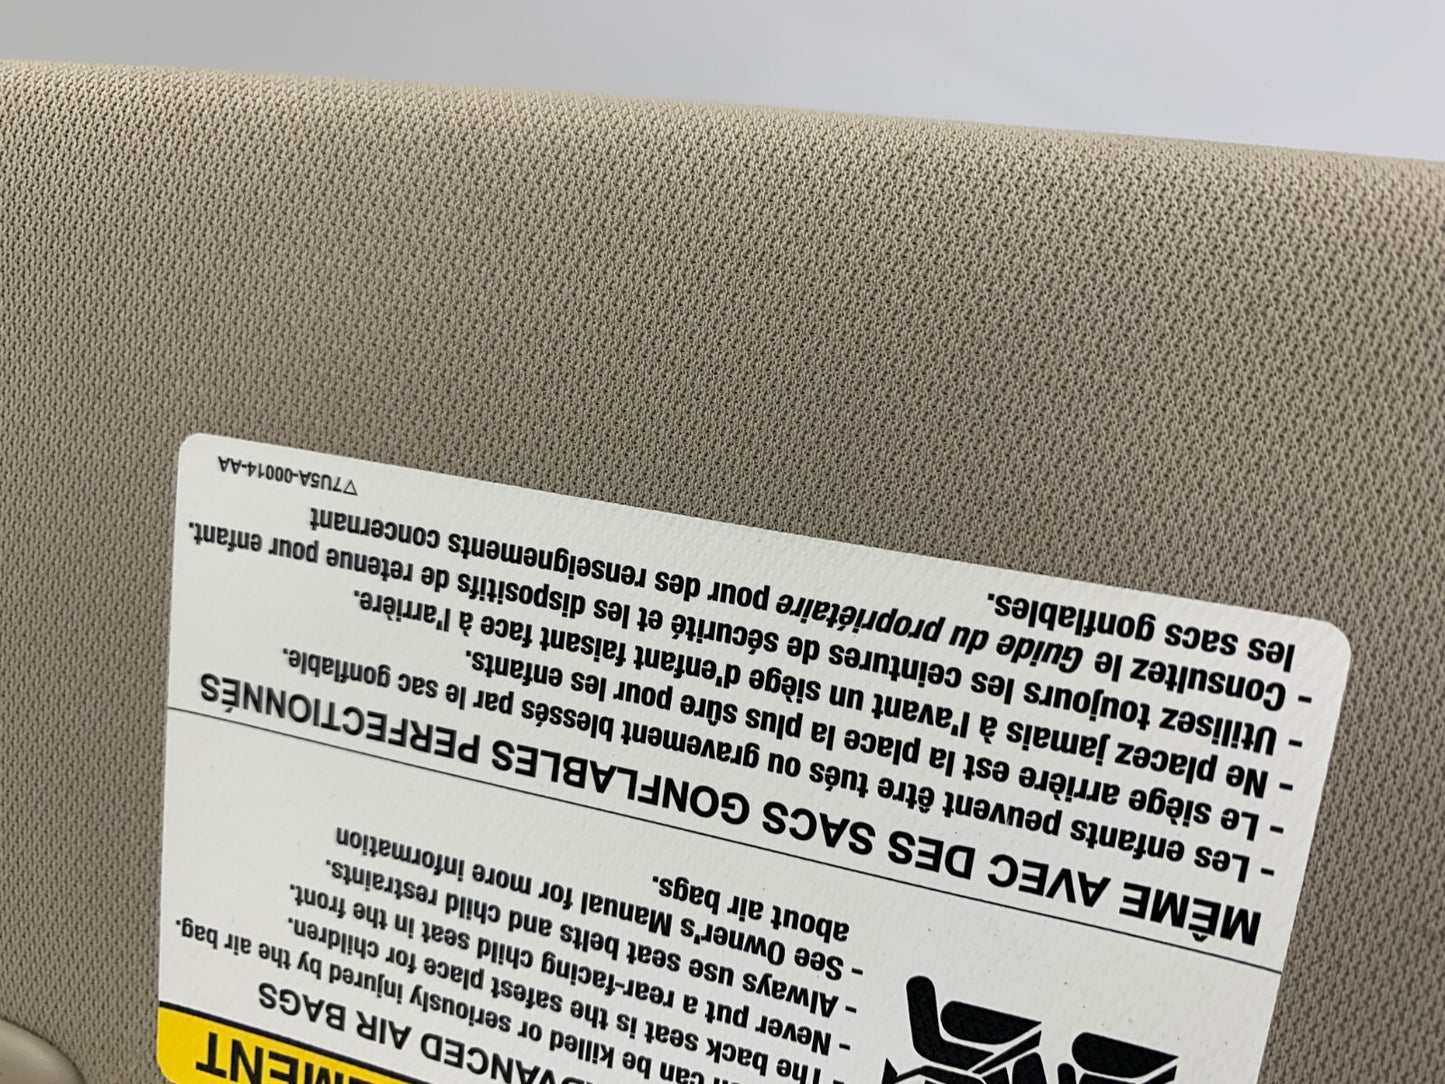 EMENT
DVANCED AIR BAGS
can be killed or seriously injured by the air bag.
- The back seat is the safest place for children.
- Never put a rear-facing child seat in the front.
- Always use seat belts and child restraints.
- See Owner's Manual for more information
about air bags.
MÊME AVEC DES SACS GONFLABLES PERFECTIONNÉS
- Les enfants peuvent être tués ou gravement blessés par le sac gonflable.
- Le siège arrière est la place la plus sûre pour les enfants.
- Ne placez jamais à l'avant un siège d'enfant faisant face à l'arrière.
- Utilisez toujours les ceintures de sécurité et les dispositifs de retenue pour enfant.
- Consultez le Guide du propriétaire pour des renseignements concernant
les sacs gonflables.
▽7U5A-00014-AA